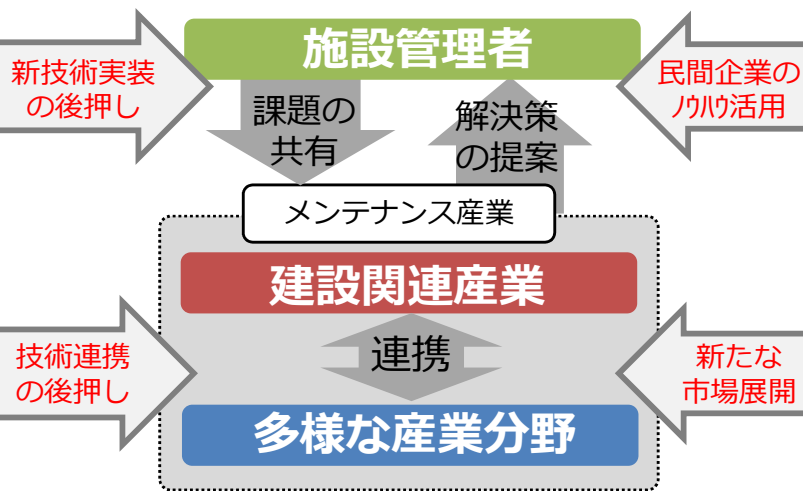 施設管理者
新技術実装
の後押し
課題の
共有
解決策
の提案
民間企業の
ﾉｳﾊｳ活用
メンテナンス産業
建設関連産業
技術連携
の後押し
連携
新たな
市場展開
多様な産業分野